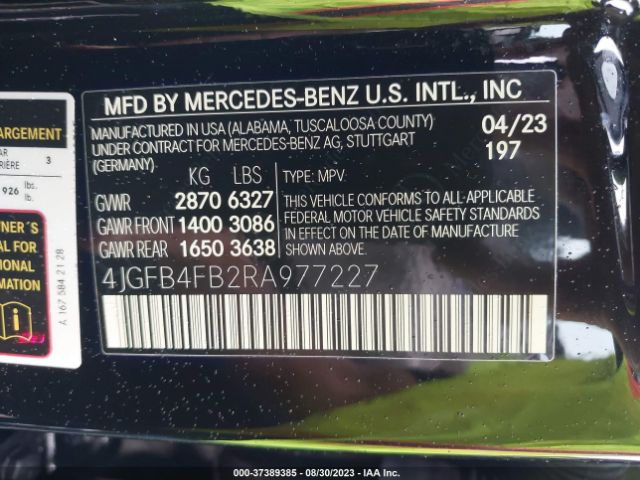 MFD BY MERCEDES-BENZ U.S. INTL., INC
MANUFACTURED IN USA (ALABAMA, TUSCALOOSA COUNTY)
UNDER CONTRACT FOR MERCEDES-BENZ AG, STUTTGART
(GERMANY)
04/23
197
KG LBS
GVWR 2870 6327
GAWR FRONT 1400 3086
GAWR REAR 1650 3638
TYPE: MPV
THIS VEHICLE CONFORMS TO ALL APPLICABLE
FEDERAL MOTOR VEHICLE SAFETY STANDARDS
IN EFFECT ON THE DATE OF MANUFACTURE
SHOWN ABOVE.
4JGFB4FB2RA977227
ARGEMENT
AR
RIÈRE 3
926 lbs.
lb.
NER´S
AL FOR
TIONAL
MATION
A 167 584 21 28
000-37389385 - 08/30/2023 - IAA Inc.